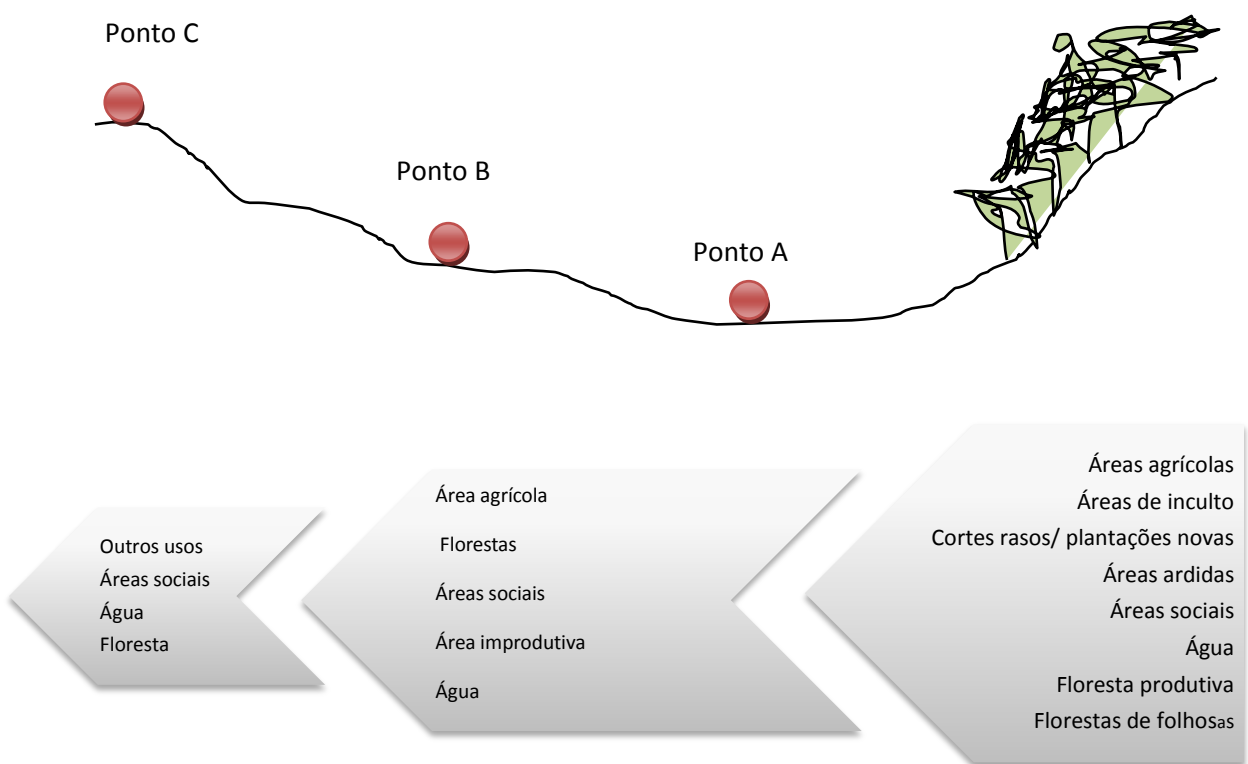 Ponto C
Ponto B
Ponto A
Outros usos
Áreas sociais
Água
Floresta
Área agrícola
Florestas
Áreas sociais
Área improdutiva
Água
Áreas agrícolas
Áreas de inculto
Cortes rasos/ plantações novas
Áreas ardidas
Áreas sociais
Água
Floresta produtiva
Florestas de folhosas